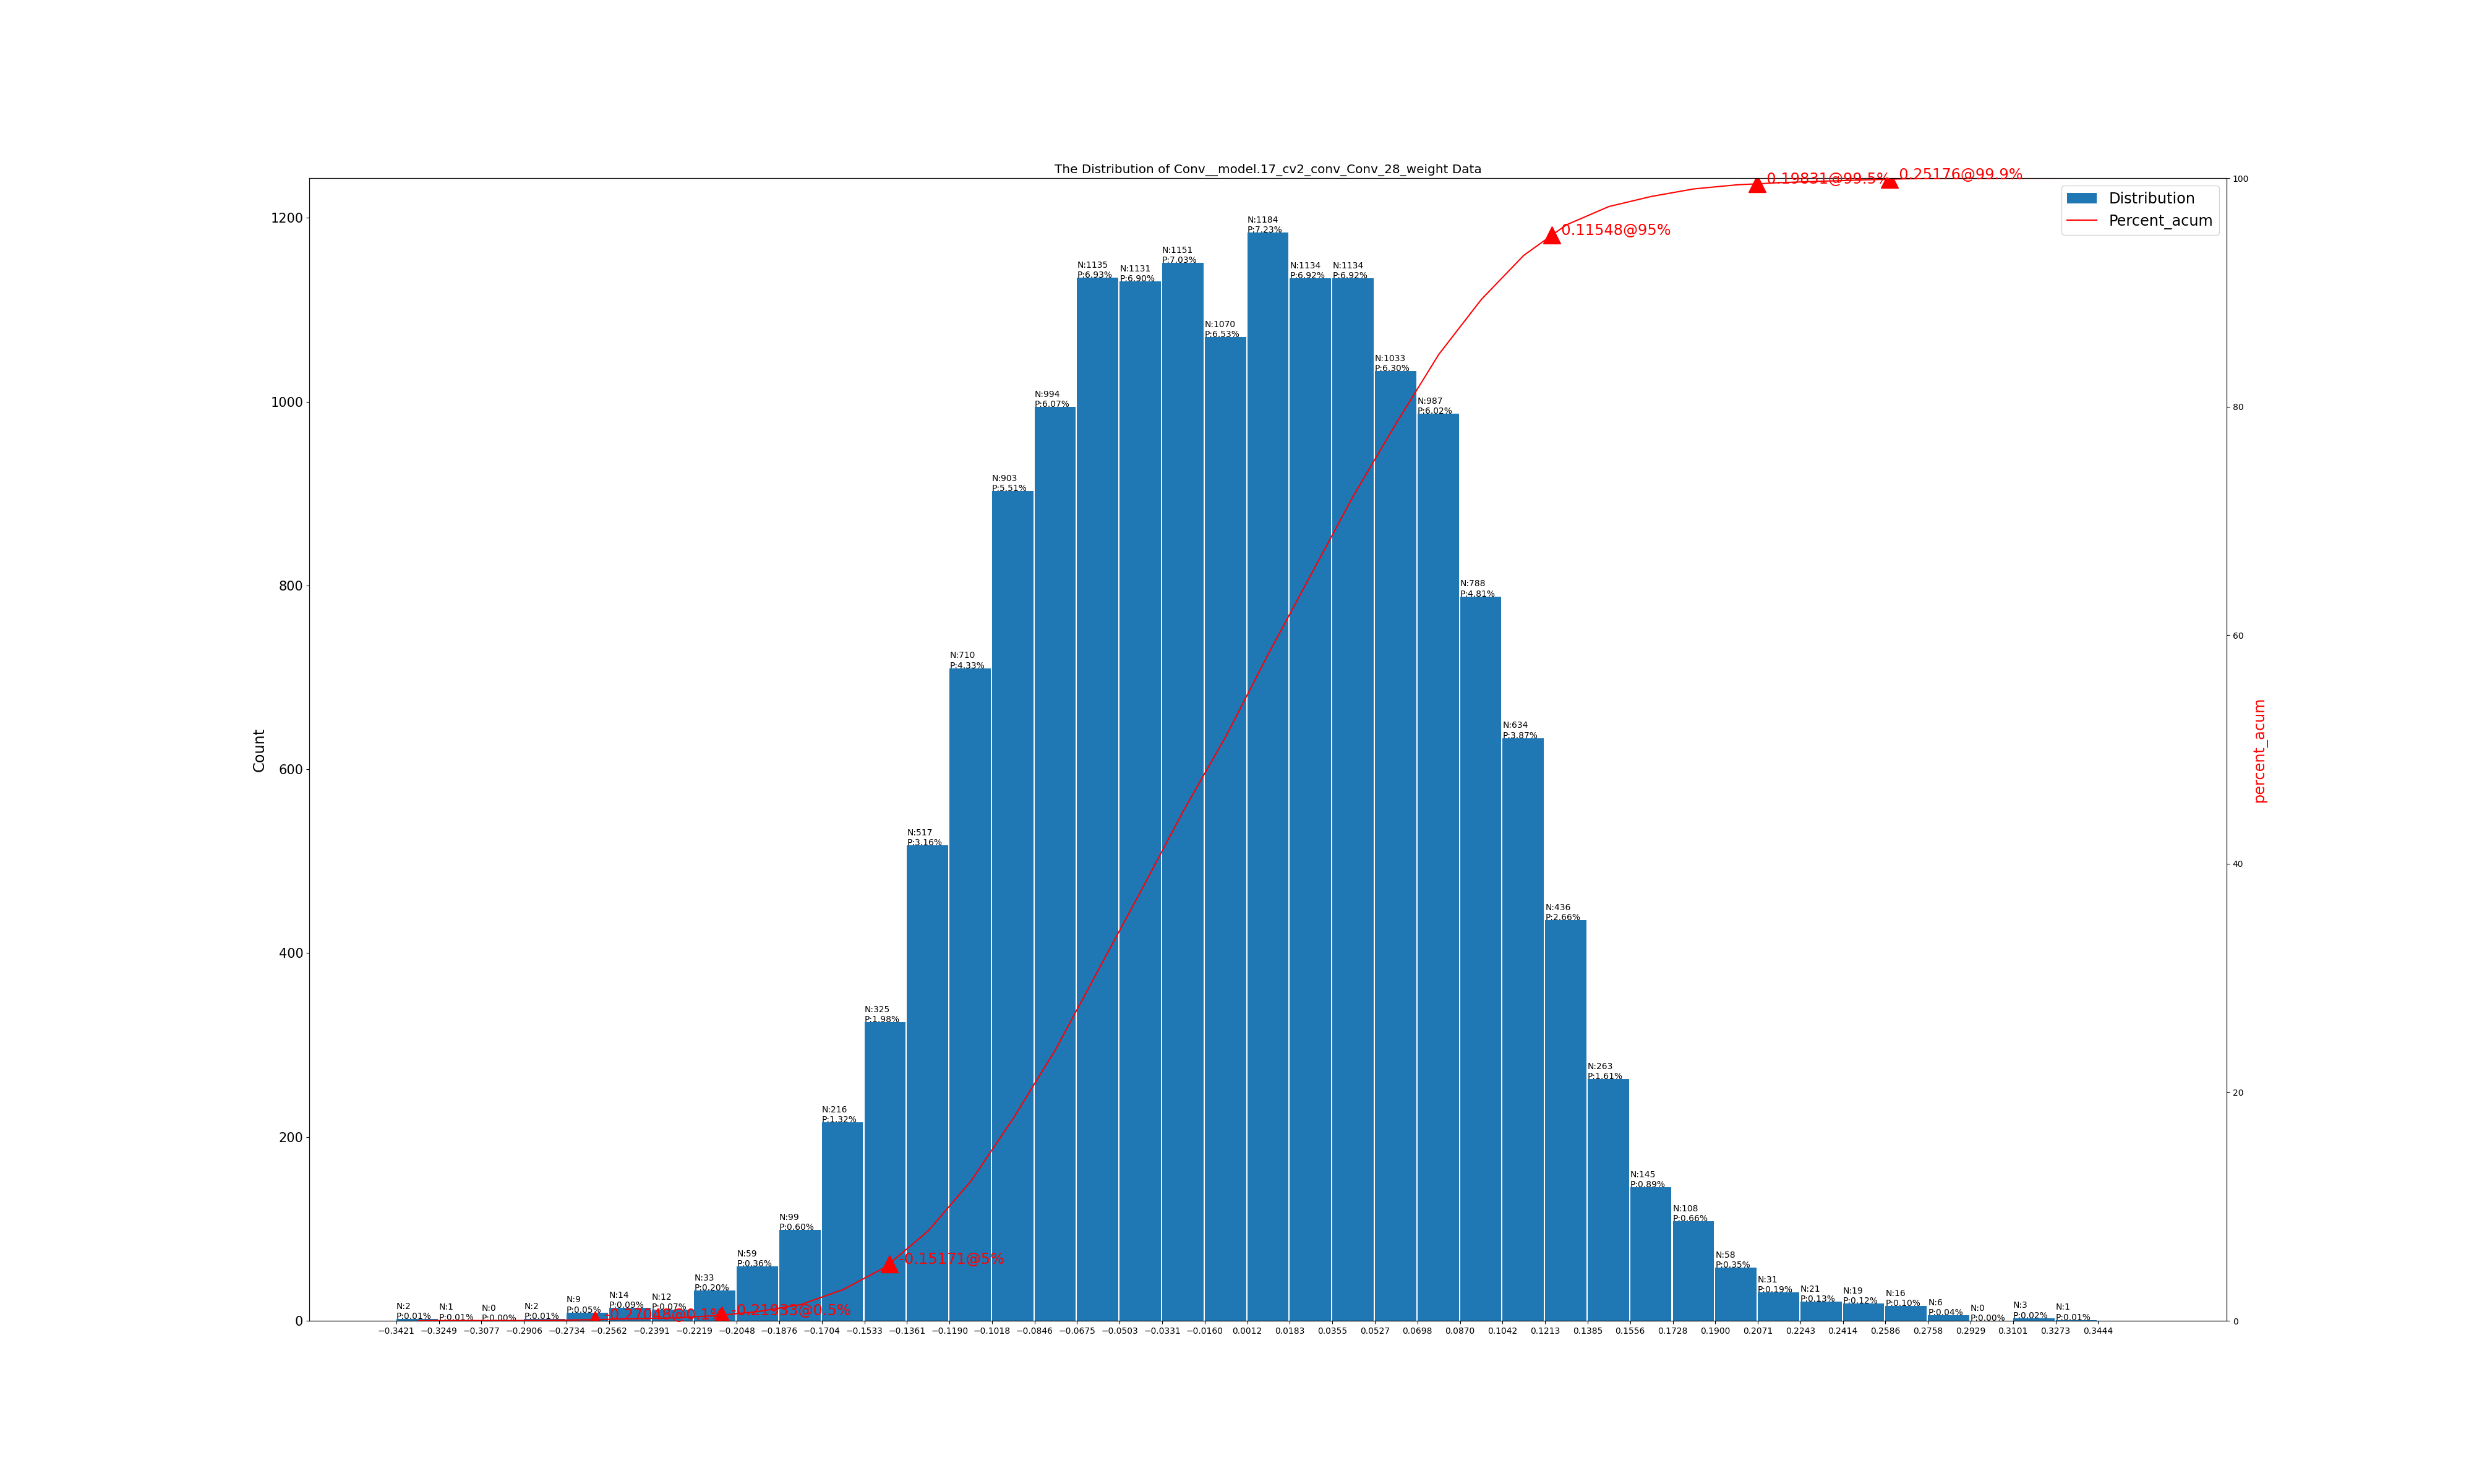 The Distribution of Conv__model.17_cv2_conv_Conv_28_weight Data
Distribution
Percent_acum
Count
percent_acum
1200
1000
800
600
400
200
0
100
80
60
40
20
0
N:2
P:0.01%
N:1
P:0.01%
N:0
P:0.00%
N:2
P:0.01%
N:9
P:0.05%
N:14
P:0.09%
N:12
P:0.07%
N:33
P:0.20%
N:59
P:0.36%
N:99
P:0.60%
N:216
P:1.32%
N:325
P:1.98%
N:517
P:3.16%
N:710
P:4.33%
N:903
P:5.51%
N:994
P:6.07%
N:1135
P:6.93%
N:1131
P:6.90%
N:1151
P:7.03%
N:1070
P:6.53%
N:1184
P:7.23%
N:1134
P:6.92%
N:1134
P:6.92%
N:1033
P:6.30%
N:987
P:6.02%
N:788
P:4.81%
N:634
P:3.87%
N:436
P:2.66%
N:263
P:1.61%
N:145
P:0.89%
N:108
P:0.66%
N:58
P:0.35%
N:31
P:0.19%
N:21
P:0.13%
N:19
P:0.12%
N:16
P:0.10%
N:6
P:0.04%
N:0
P:0.00%
N:3
P:0.02%
N:1
P:0.01%
-0.21933@0.5%
-0.15171@5%
0.11548@95%
0.19831@99.5%
0.25176@99.9%
−0.3421 −0.3249 −0.3077 −0.2906 −0.2734 −0.2562 −0.2391 −0.2219 −0.2048 −0.1876 −0.1704 −0.1533 −0.1361 −0.1190 −0.1018 −0.0846 −0.0675 −0.0503 −0.0331 −0.0160 0.0012 0.0183 0.0355 0.0527 0.0698 0.0870 0.1042 0.1213 0.1385 0.1556 0.1728 0.1900 0.2071 0.2243 0.2414 0.2586 0.2758 0.2929 0.3101 0.3273 0.3444